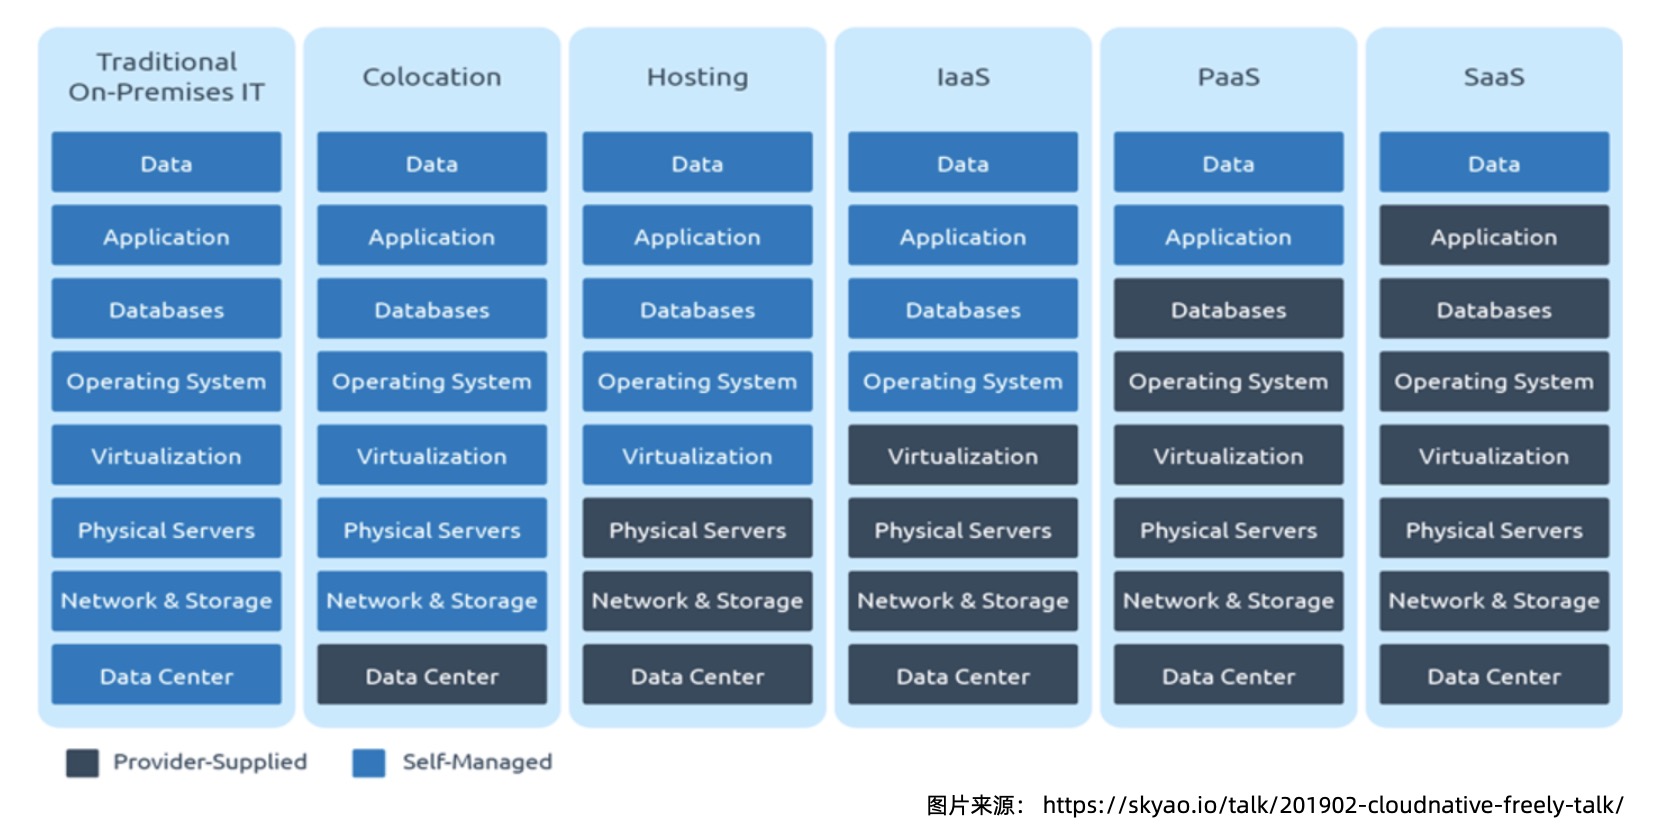 Traditional
On-Premises IT
Data
Application
Databases
Operating System
Virtualization
Physical Servers
Network & Storage
Data Center
Colocation
Data
Application
Databases
Operating System
Virtualization
Physical Servers
Network & Storage
Data Center
Hosting
Data
Application
Databases
Operating System
Virtualization
Physical Servers
Network & Storage
Data Center
IaaS
Data
Application
Databases
Operating System
Virtualization
Physical Servers
Network & Storage
Data Center
PaaS
Data
Application
Databases
Operating System
Virtualization
Physical Servers
Network & Storage
Data Center
SaaS
Data
Application
Databases
Operating System
Virtualization
Physical Servers
Network & Storage
Data Center
Provider-Supplied
Self-Managed
图片来源： https://skyao.io/talk/201902-cloudnative-freely-talk/